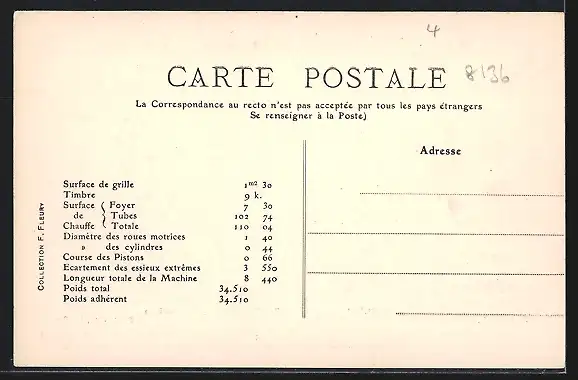 4
CARTE POSTALE
8136
La Correspondance au recto n'est pas acceptée par tous les pays étrangers
Se renseigner à la Poste)
Adresse
Surface de grille 1m2 30
Timbre 9 k.
Surface { Foyer 7 30
de } Tubes 102 74
Chauffe { Totale 110 04
Diamètre des roues motrices 1 40
» des cylindres 0 44
Course des Pistons 0 66
Ecartement des essieux extrêmes 3 550
Longueur totale de la Machine 8 440
Poids total 34.510
Poids adhérent 34.510
COLLECTION F. FLEURY